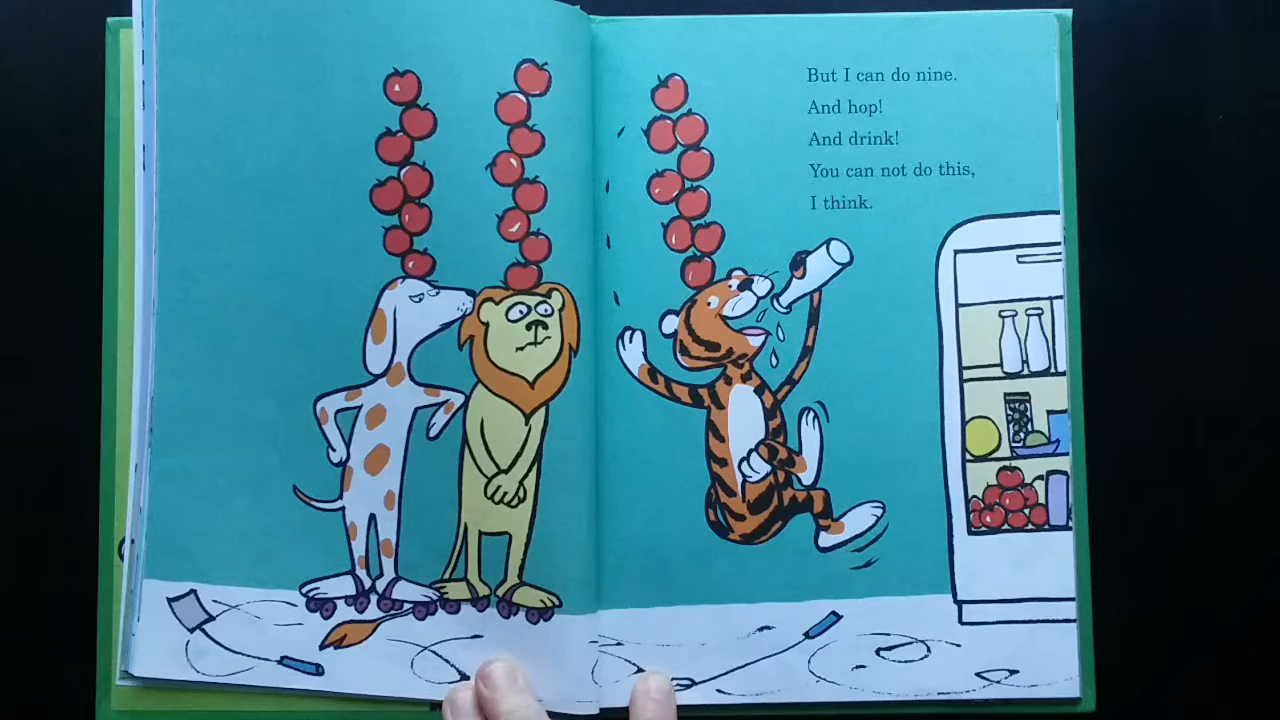 But I can do nine.
And hop!
And drink!
You can not do this,
I think.